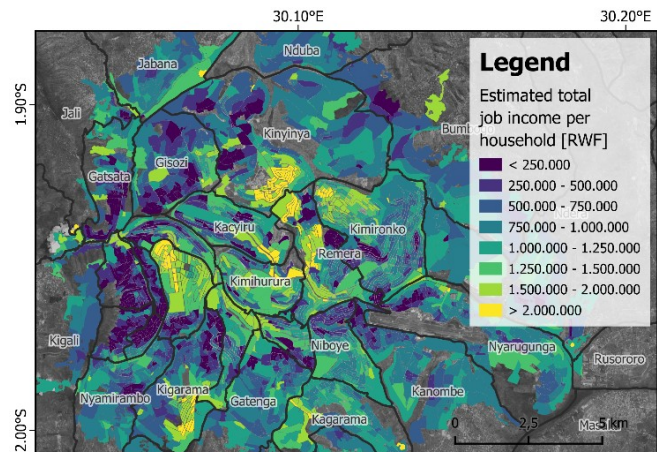 30.10°E
30.20°E
1.90°S
2.00°S
Nduba
Jabana
Jali
Kinyinya
Gisozi
Gatsata
Kacyiru
Kimironko
Remera
Kimihurura
Kigali
Niboye
Nyarugunga
Rusororo
Nyamirambo
Kigarama
Gatenga
Kanombe
Kagarama
Legend
Estimated total
job income per
household [RWF]
< 250.000
250.000 - 500.000
500.000 - 750.000
750.000 - 1.000.000
1.000.000 - 1.250.000
1.250.000 - 1.500.000
1.500.000 - 2.000.000
> 2.000.000
0
2,5
5 km